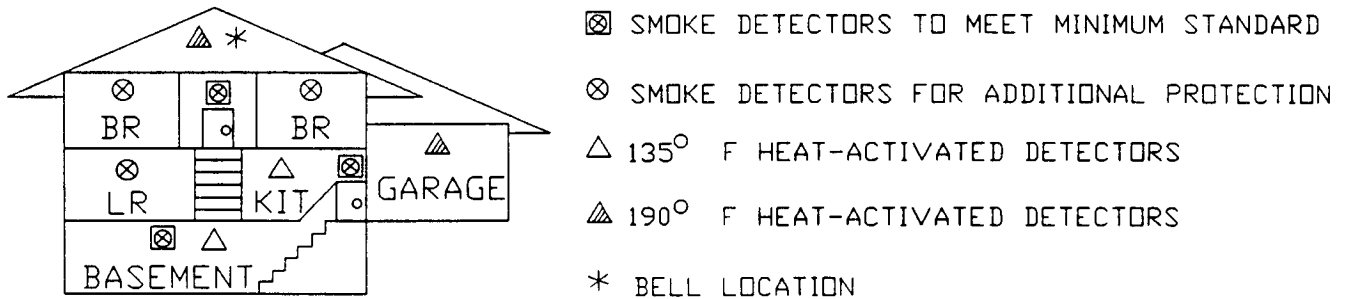 BR
BR
LR
KIT
GARAGE
BASEMENT
SMOKE DETECTORS TO MEET MINIMUM STANDARD
SMOKE DETECTORS FOR ADDITIONAL PROTECTION
135° F HEAT-ACTIVATED DETECTORS
190° F HEAT-ACTIVATED DETECTORS
* BELL LOCATION